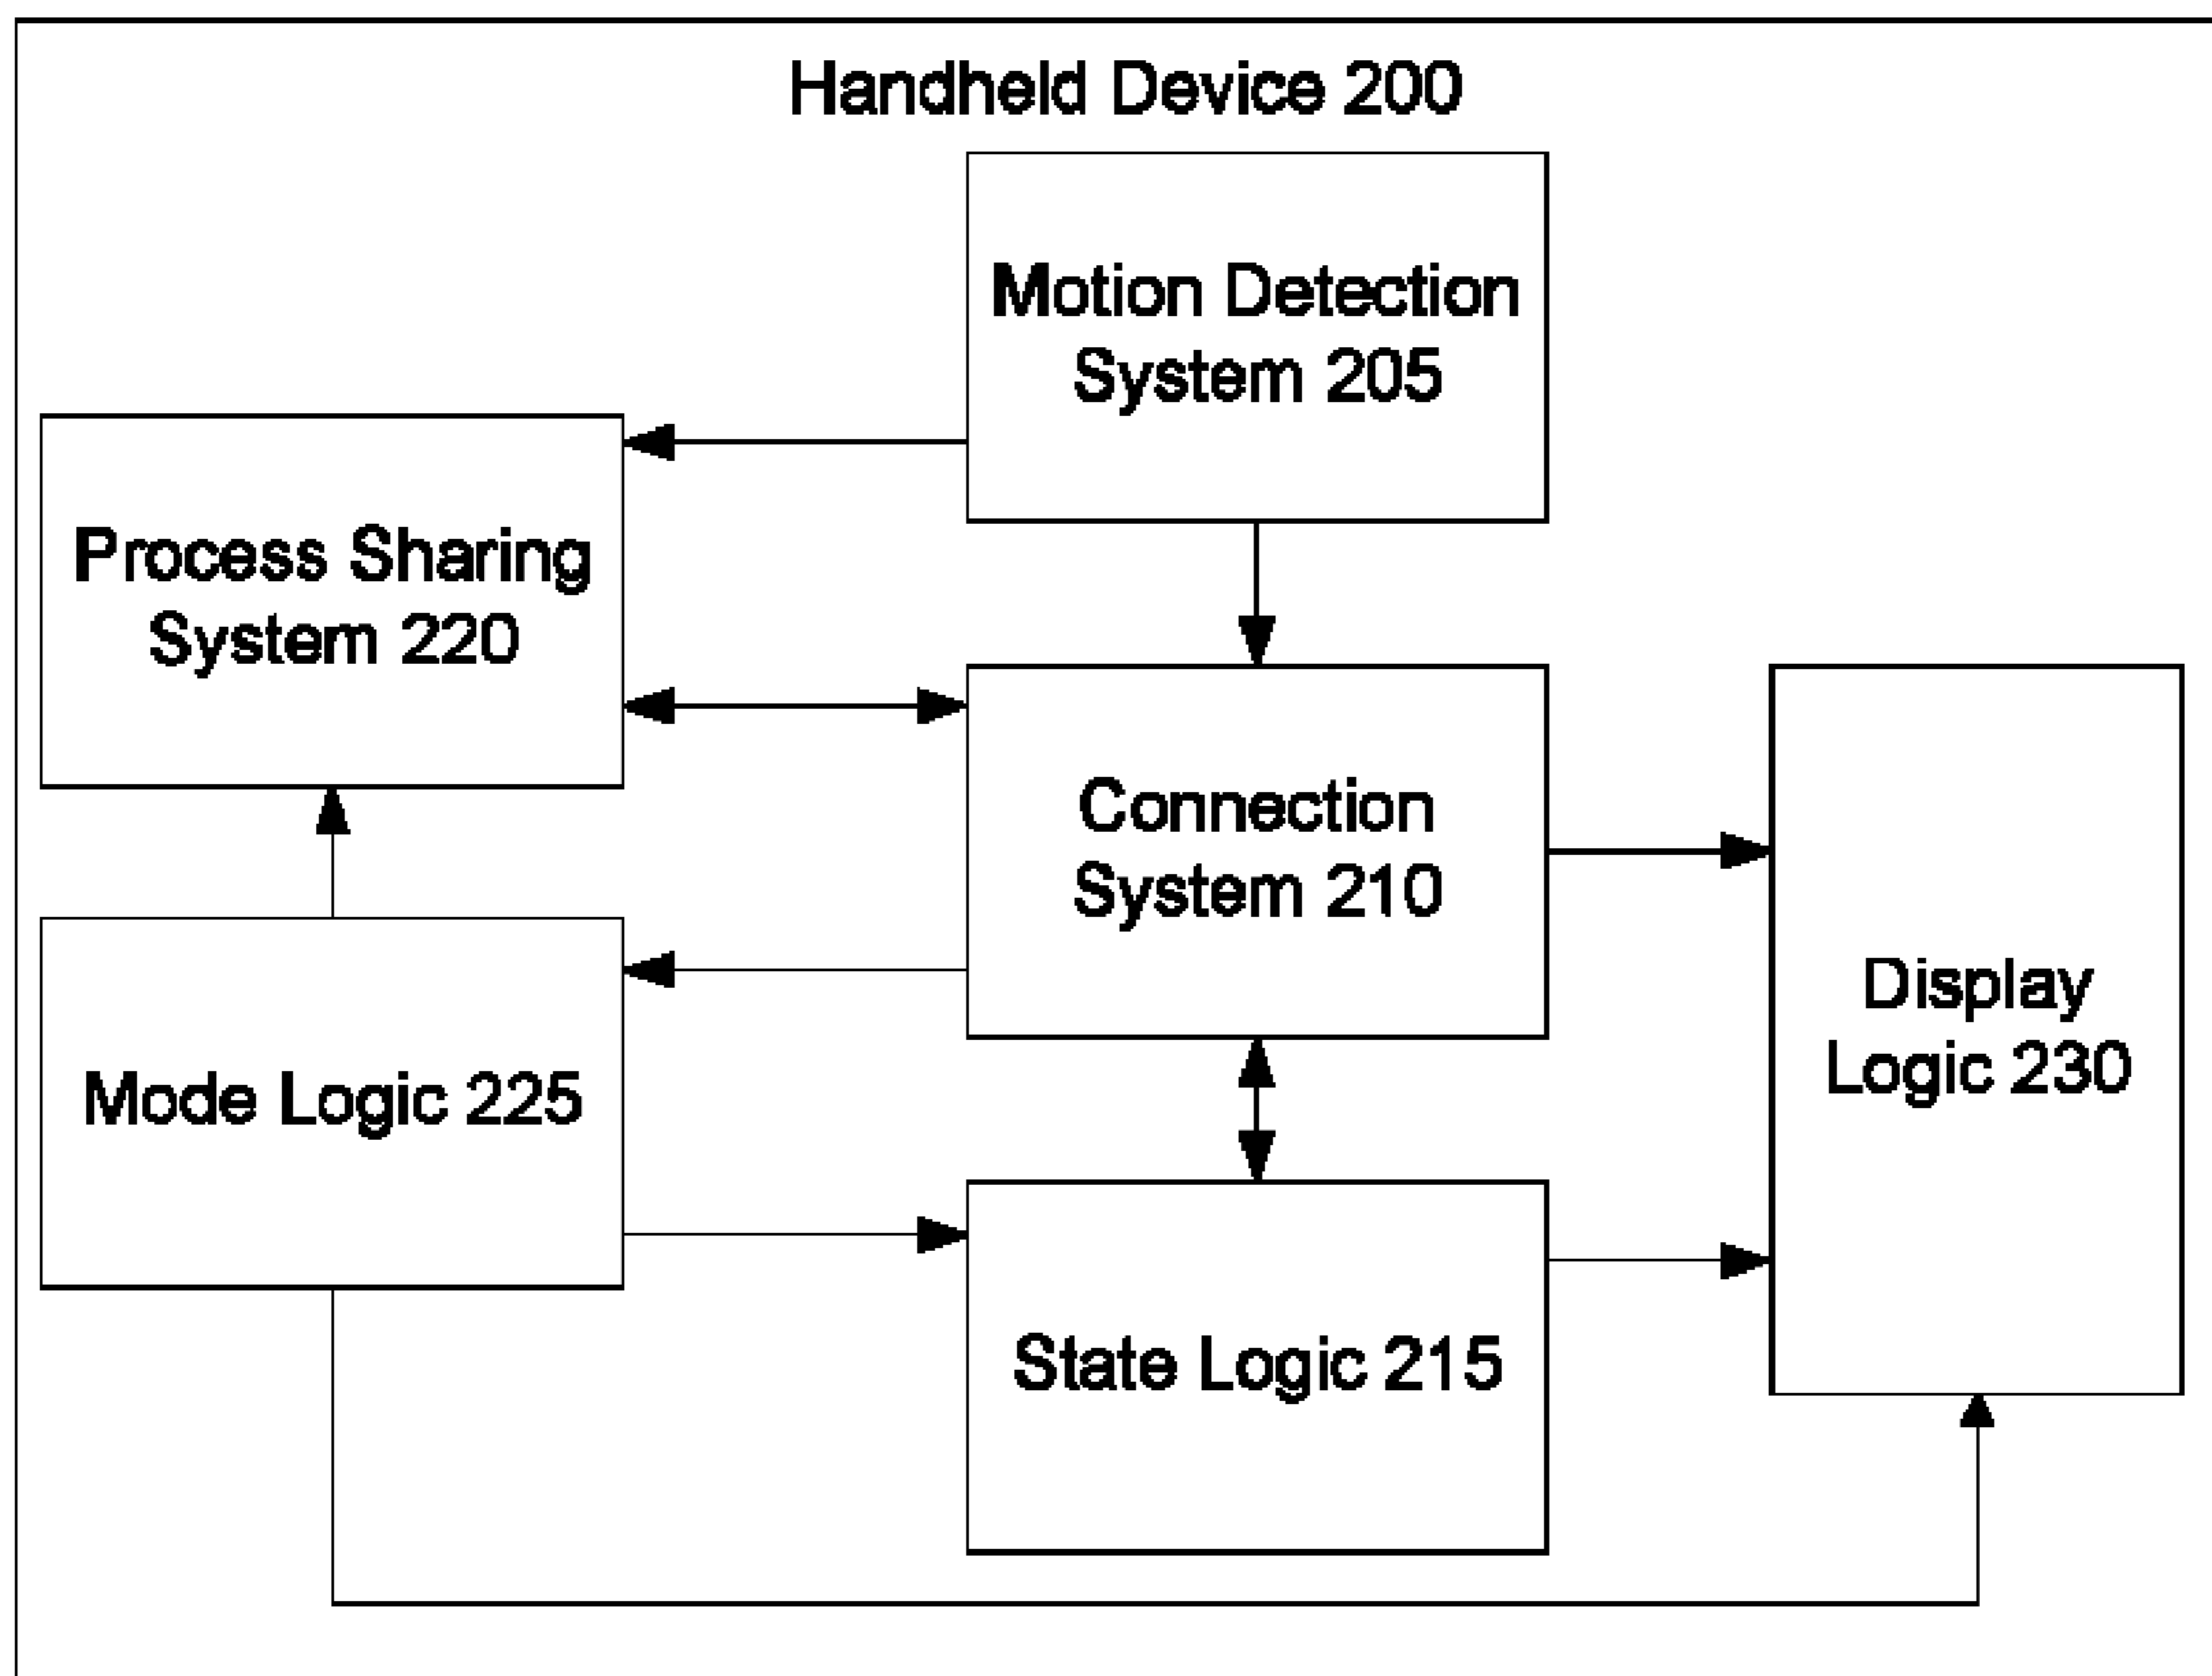 Handheld Device 200
Motion Detection
System 205
Process Sharing
System 220
Connection
System 210
Display
Logic 230
Mode Logic 225
State Logic 215